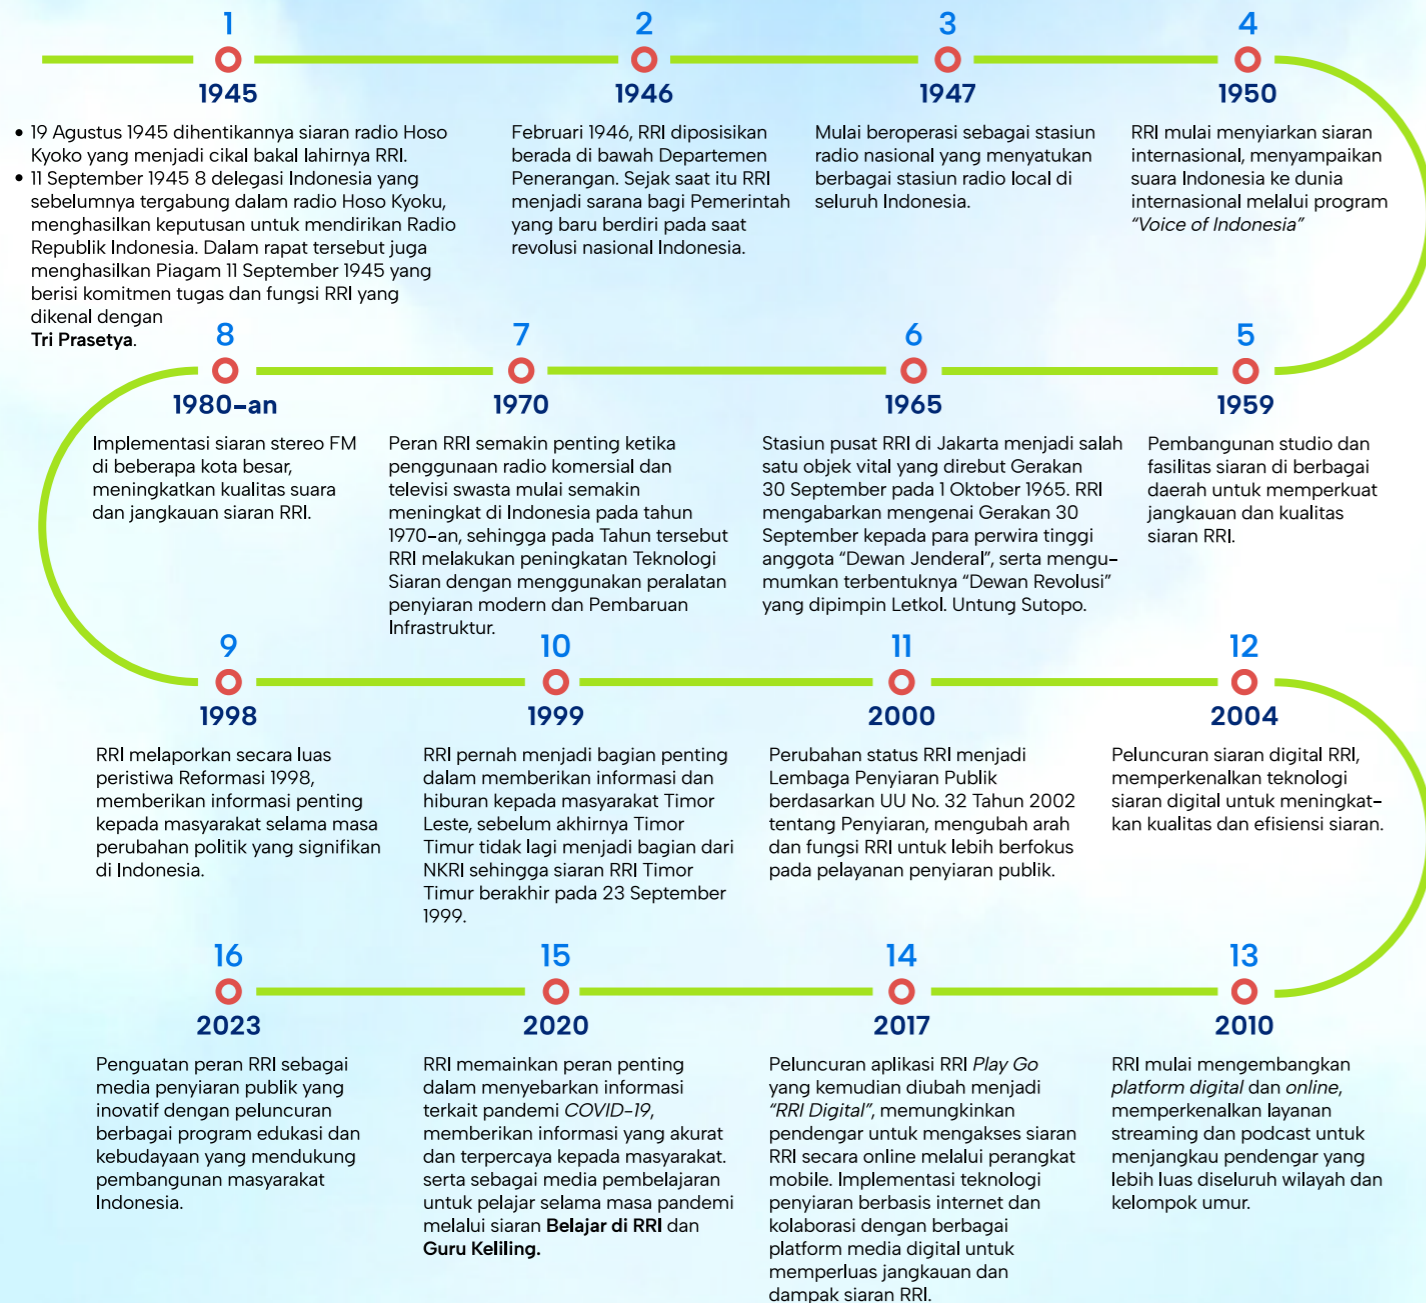 1
1945
• 19 Agustus 1945 dihentikannya siaran radio Hoso
Kyoko yang menjadi cikal bakal lahirnya RRI.
• 11 September 1945 8 delegasi Indonesia yang
sebelumnya tergabung dalam radio Hoso Kyoku,
menghasilkan keputusan untuk mendirikan Radio
Republik Indonesia. Dalam rapat tersebut juga
menghasilkan Piagam 11 September 1945 yang
berisi komitmen tugas dan fungsi RRI yang
dikenal dengan
Tri Prasetya.
2
1946
Februari 1946, RRI diposisikan
berada di bawah Departemen
Penerangan. Sejak saat itu RRI
menjadi sarana bagi Pemerintah
yang baru berdiri pada saat
revolusi nasional Indonesia.
3
1947
Mulai beroperasi sebagai stasiun
radio nasional yang menyatukan
berbagai stasiun radio local di
seluruh Indonesia.
4
1950
RRI mulai menyiarkan siaran
internasional, menyampaikan
suara Indonesia ke dunia
internasional melalui program
“Voice of Indonesia”
5
1959
Pembangunan studio dan
fasilitas siaran di berbagai
daerah untuk memperkuat
jangkauan dan kualitas
siaran RRI.
6
1965
Stasiun pusat RRI di Jakarta menjadi salah
satu objek vital yang direbut Gerakan
30 September pada 1 Oktober 1965. RRI
mengabarkan mengenai Gerakan 30
September kepada para perwira tinggi
anggota “Dewan Jenderal”, serta mengu-
mumkan terbentuknya “Dewan Revolusi”
yang dipimpin Letkol. Untung Sutopo.
7
1970
Peran RRI semakin penting ketika
penggunaan radio komersial dan
televisi swasta mulai semakin
meningkat di Indonesia pada tahun
1970-an, sehingga pada Tahun tersebut
RRI melakukan peningkatan Teknologi
Siaran dengan menggunakan peralatan
penyiaran modern dan Pembaruan
Infrastruktur.
8
1980-an
Implementasi siaran stereo FM
di beberapa kota besar,
meningkatkan kualitas suara
dan jangkauan siaran RRI.
9
1998
RRI melaporkan secara luas
peristiwa Reformasi 1998,
memberikan informasi penting
kepada masyarakat selama masa
perubahan politik yang signifikan
di Indonesia.
10
1999
RRI pernah menjadi bagian penting
dalam memberikan informasi dan
hiburan kepada masyarakat Timor
Leste, sebelum akhirnya Timor
Timur tidak lagi menjadi bagian dari
NKRI sehingga siaran RRI Timor
Timur berakhir pada 23 September
1999.
11
2000
Perubahan status RRI menjadi
Lembaga Penyiaran Publik
berdasarkan UU No. 32 Tahun 2002
tentang Penyiaran, mengubah arah
dan fungsi RRI untuk lebih berfokus
pada pelayanan penyiaran publik.
12
2004
Peluncuran siaran digital RRI,
memperkenalkan teknologi
siaran digital untuk meningkat-
kan kualitas dan efisiensi siaran.
13
2010
RRI mulai mengembangkan
platform digital dan online,
memperkenalkan layanan
streaming dan podcast untuk
menjangkau pendengar yang
lebih luas diseluruh wilayah dan
kelompok umur.
14
2017
Peluncuran aplikasi RRI Play Go
yang kemudian diubah menjadi
“RRI Digital”, memungkinkan
pendengar untuk mengakses siaran
RRI secara online melalui perangkat
mobile. Implementasi teknologi
penyiaran berbasis internet dan
kolaborasi dengan berbagai
platform media digital untuk
memperluas jangkauan dan
dampak siaran RRI.
15
2020
RRI memainkan peran penting
dalam menyebarkan informasi
terkait pandemi COVID-19,
memberikan informasi yang akurat
dan terpercaya kepada masyarakat.
serta sebagai media pembelajaran
untuk pelajar selama masa pandemi
melalui siaran Belajar di RRI dan
Guru Keliling.
16
2023
Penguatan peran RRI sebagai
media penyiaran publik yang
inovatif dengan peluncuran
berbagai program edukasi dan
kebudayaan yang mendukung
pembangunan masyarakat
Indonesia.